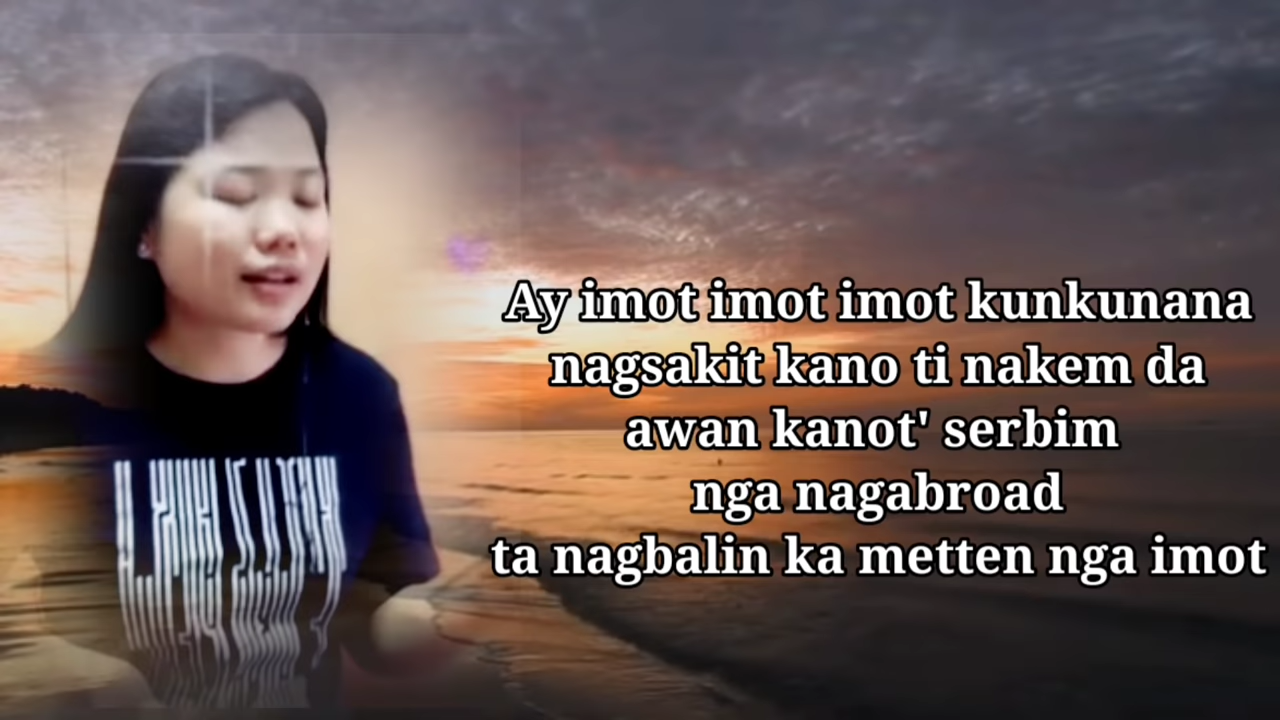 Ay imot imot imot kunkunana
nagsakit kano ti nakem da
awan kanot' serbim
nga nagabroad
ta nagbalin ka metten nga imot